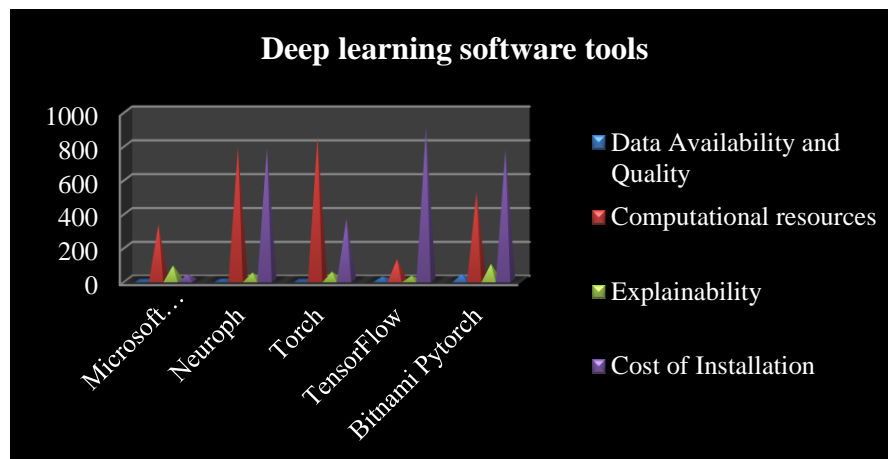 Deep learning software tools
1000
800
600
400
200
0
Microsoft…
Neuroph
Torch
TensorFlow
Bitnami Pytorch
Data Availability and
Quality
Computational resources
Explainability
Cost of Installation